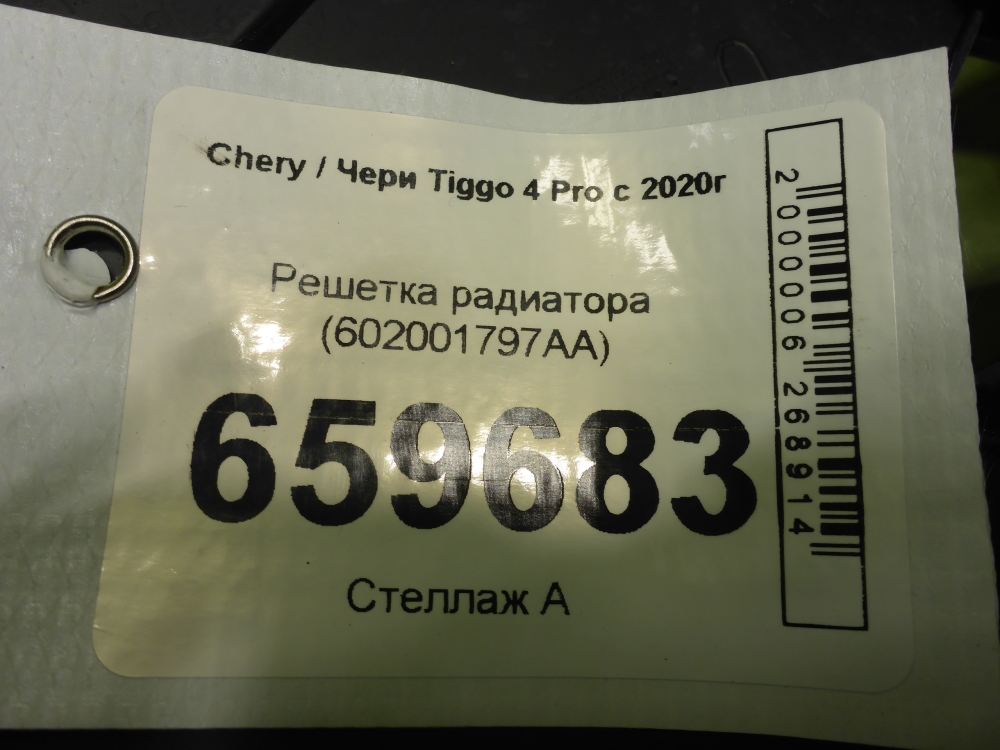 Chery / Чери Tiggo 4 Pro с 2020г
Решетка радиатора
(602001797AA)
659683
Стеллаж А
2000006268914